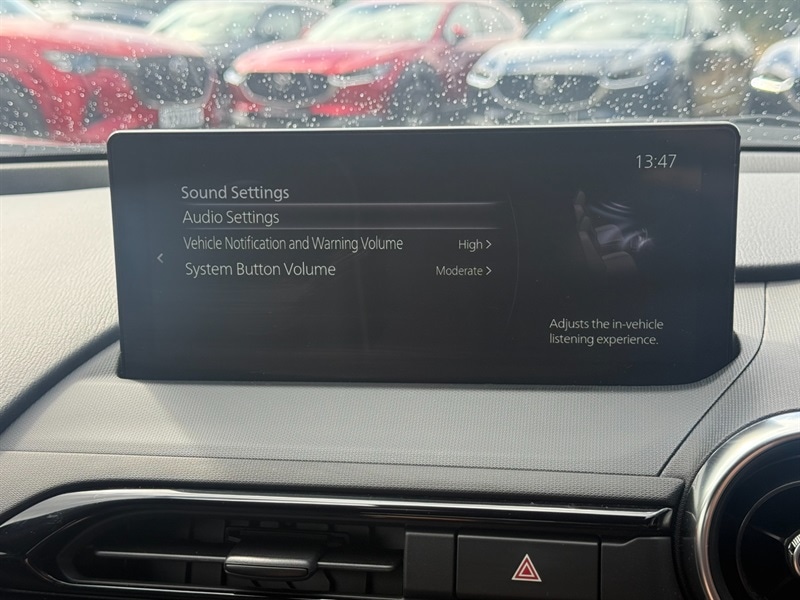 13:47
Sound Settings
Audio Settings
Vehicle Notification and Warning Volume High >
System Button Volume Moderate >
Adjusts the in-vehicle
listening experience.